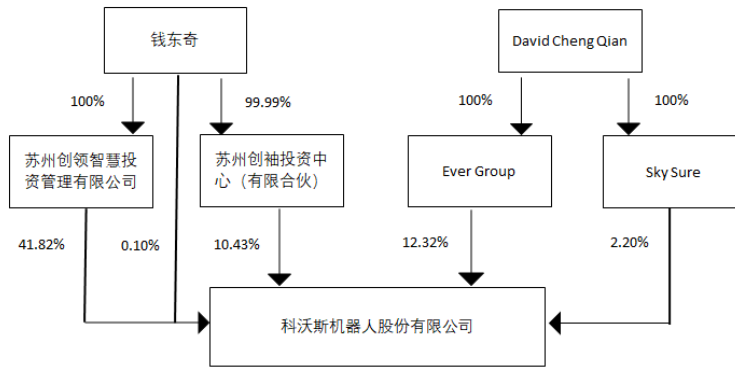 钱东奇
David Cheng Qian
100%
99.99%
100%
100%
苏州创领智慧投
资管理有限公司
苏州创袖投资中
心（有限合伙）
Ever Group
Sky Sure
41.82%
0.10%
10.43%
12.32%
2.20%
科沃斯机器人股份有限公司